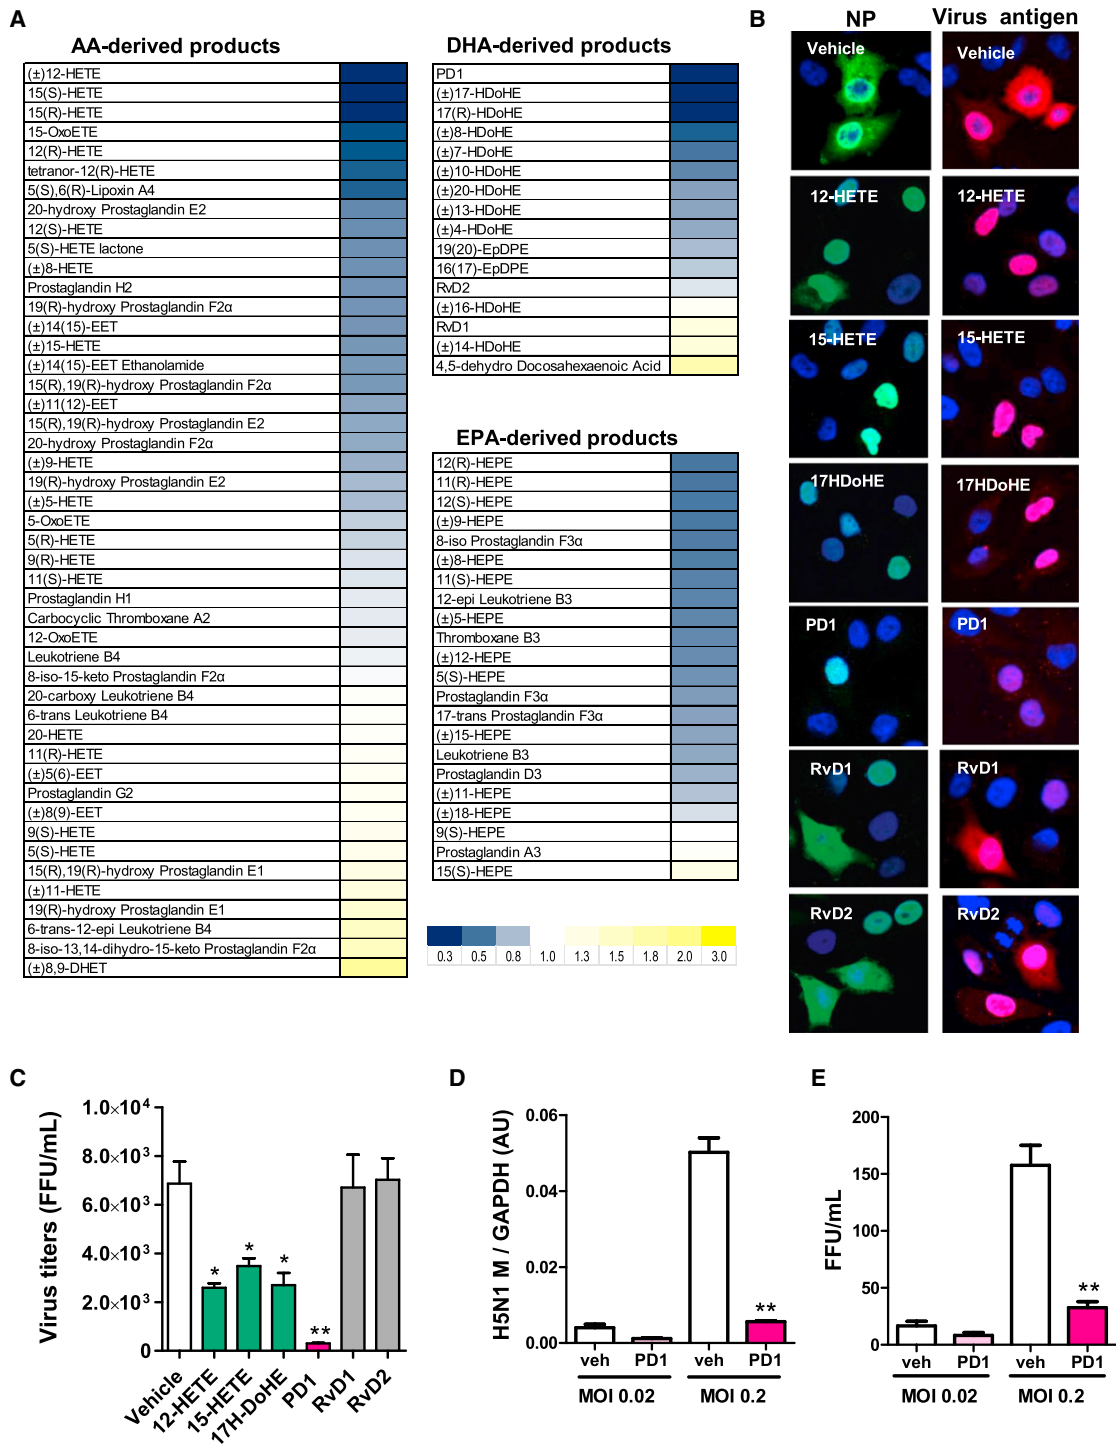 A
AA-derived products
(±)12-HETE
15(S)-HETE
15(R)-HETE
15-OxoETE
12(R)-HETE
tetranor-12(R)-HETE
5(S),6(R)-Lipoxin A4
20-hydroxy Prostaglandin E2
12(S)-HETE
5(S)-HETE lactone
(±)8-HETE
Prostaglandin H2
19(R)-hydroxy Prostaglandin F2α
(±)14(15)-EET
(±)15-HETE
(±)14(15)-EET Ethanolamide
15(R),19(R)-hydroxy Prostaglandin F2α
(±)11(12)-EET
15(R),19(R)-hydroxy Prostaglandin E2
20-hydroxy Prostaglandin F2α
(±)9-HETE
19(R)-hydroxy Prostaglandin E2
(±)5-HETE
5-OxoETE
5(R)-HETE
9(R)-HETE
11(S)-HETE
Prostaglandin H1
Carbocyclic Thromboxane A2
12-OxoETE
Leukotriene B4
8-iso-15-keto Prostaglandin F2α
20-carboxy Leukotriene B4
6-trans Leukotriene B4
20-HETE
11(R)-HETE
(±)5(6)-EET
Prostaglandin G2
(±)8(9)-EET
9(S)-HETE
5(S)-HETE
15(R),19(R)-hydroxy Prostaglandin E1
(±)11-HETE
19(R)-hydroxy Prostaglandin E1
6-trans-12-epi Leukotriene B4
8-iso-13,14-dihydro-15-keto Prostaglandin F2α
(±)8,9-DHET
DHA-derived products
PD1
(±)17-HDoHE
17(R)-HDoHE
(±)8-HDoHE
(±)7-HDoHE
(±)10-HDoHE
(±)20-HDoHE
(±)13-HDoHE
(±)4-HDoHE
19(20)-EpDPE
16(17)-EpDPE
RvD2
(±)16-HDoHE
RvD1
(±)14-HDoHE
4,5-dehydro Docosahexaenoic Acid
EPA-derived products
12(R)-HEPE
11(R)-HEPE
12(S)-HEPE
(±)9-HEPE
8-iso Prostaglandin F3α
(±)8-HEPE
11(S)-HEPE
12-epi Leukotriene B3
(±)5-HEPE
Thromboxane B3
(±)12-HEPE
5(S)-HEPE
Prostaglandin F3α
17-trans Prostaglandin F3α
(±)15-HEPE
Leukotriene B3
Prostaglandin D3
(±)11-HEPE
(±)18-HEPE
9(S)-HEPE
Prostaglandin A3
15(S)-HEPE
0.3 0.5 0.8 1.0 1.3 1.5 1.8 2.0 3.0
B
NP Virus antigen
Vehicle Vehicle
12-HETE 12-HETE
15-HETE 15-HETE
17HDoHE 17HDoHE
PD1 PD1
RvD1 RvD1
RvD2 RvD2
C
Virus titers (FFU/mL)
1.0×10⁴
8.0×10³
6.0×10³
4.0×10³
2.0×10³
0
* * * **
Vehicle 12-HETE 15-HETE 17H-DoHE PD1 RvD1 RvD2
D
H5N1 M / GAPDH (AU)
0.06
0.04
0.02
0.00
**
veh PD1 veh PD1
MOI 0.02 MOI 0.2
E
FFU/mL
200
150
100
50
0
**
veh PD1 veh PD1
MOI 0.02 MOI 0.2